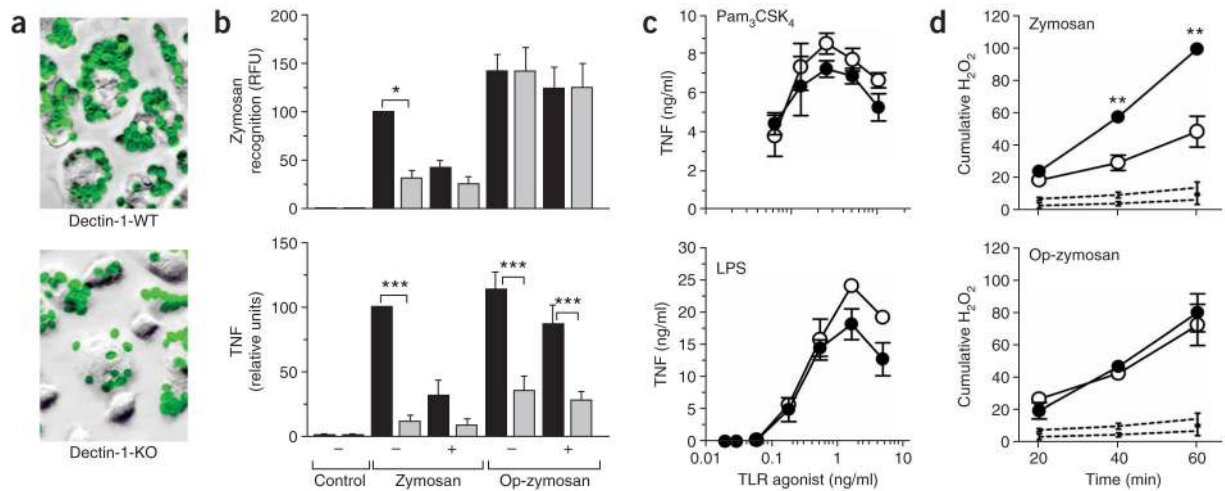 a
Dectin-1-WT
Dectin-1-KO
b
Zymosan
recognition (RFU)
200
150
100
50
0
*
TNF
(relative units)
150
100
50
0
***
***
***
– + – +
Control Zymosan Op-zymosan
c
Pam3CSK4
TNF (ng/ml)
10
8
6
4
2
0
LPS
TNF (ng/ml)
30
25
20
15
10
5
0
0.01 0.1 1 10
TLR agonist (ng/ml)
d
Zymosan
Cumulative H2O2
120
100
80
60
40
20
0
**
**
Op-zymosan
Cumulative H2O2
120
100
80
60
40
20
0
20 40 60
Time (min)